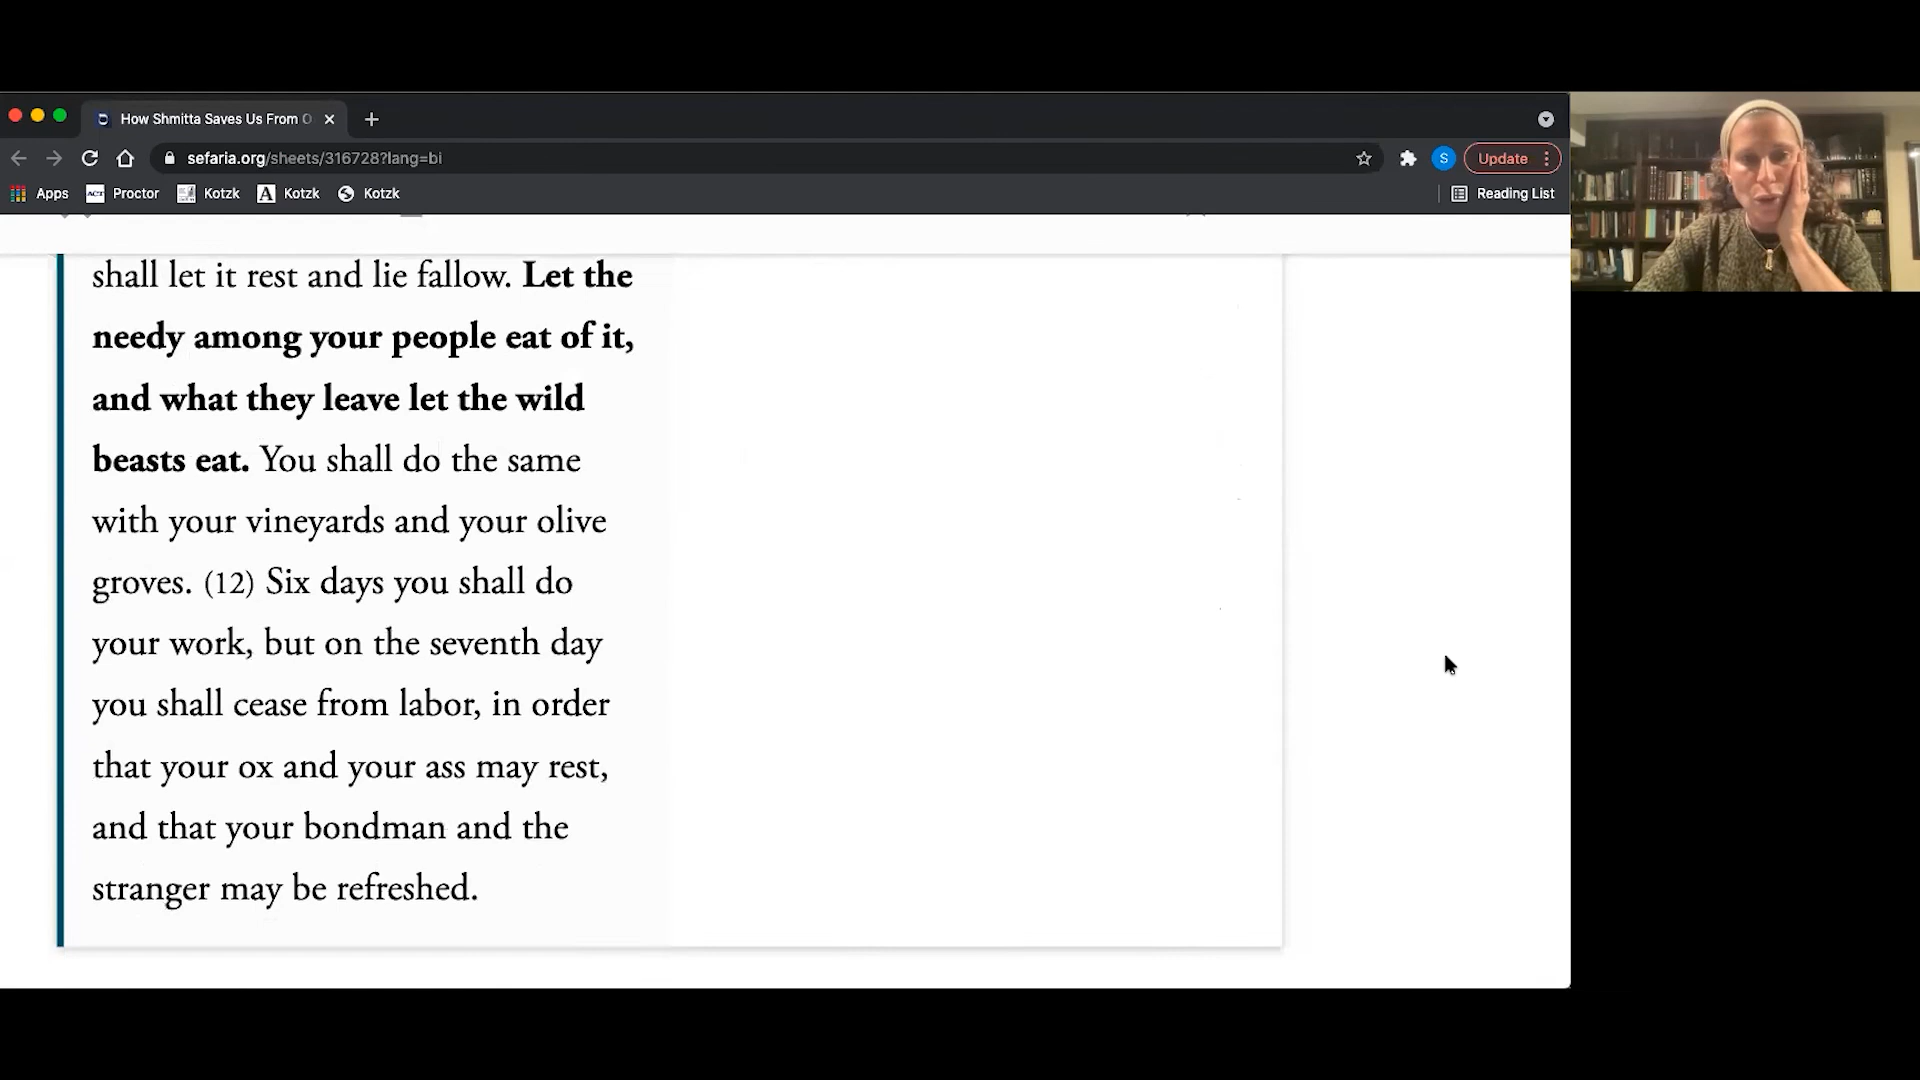 How Shmitta Saves Us From O
sefaria.org/sheets/316728?lang=bi
S
Update
Apps
ACT Proctor
Kotzk
A Kotzk
Kotzk
Reading List
shall let it rest and lie fallow. Let the
needy among your people eat of it,
and what they leave let the wild
beasts eat. You shall do the same
with your vineyards and your olive
groves. (12) Six days you shall do
your work, but on the seventh day
you shall cease from labor, in order
that your ox and your ass may rest,
and that your bondman and the
stranger may be refreshed.